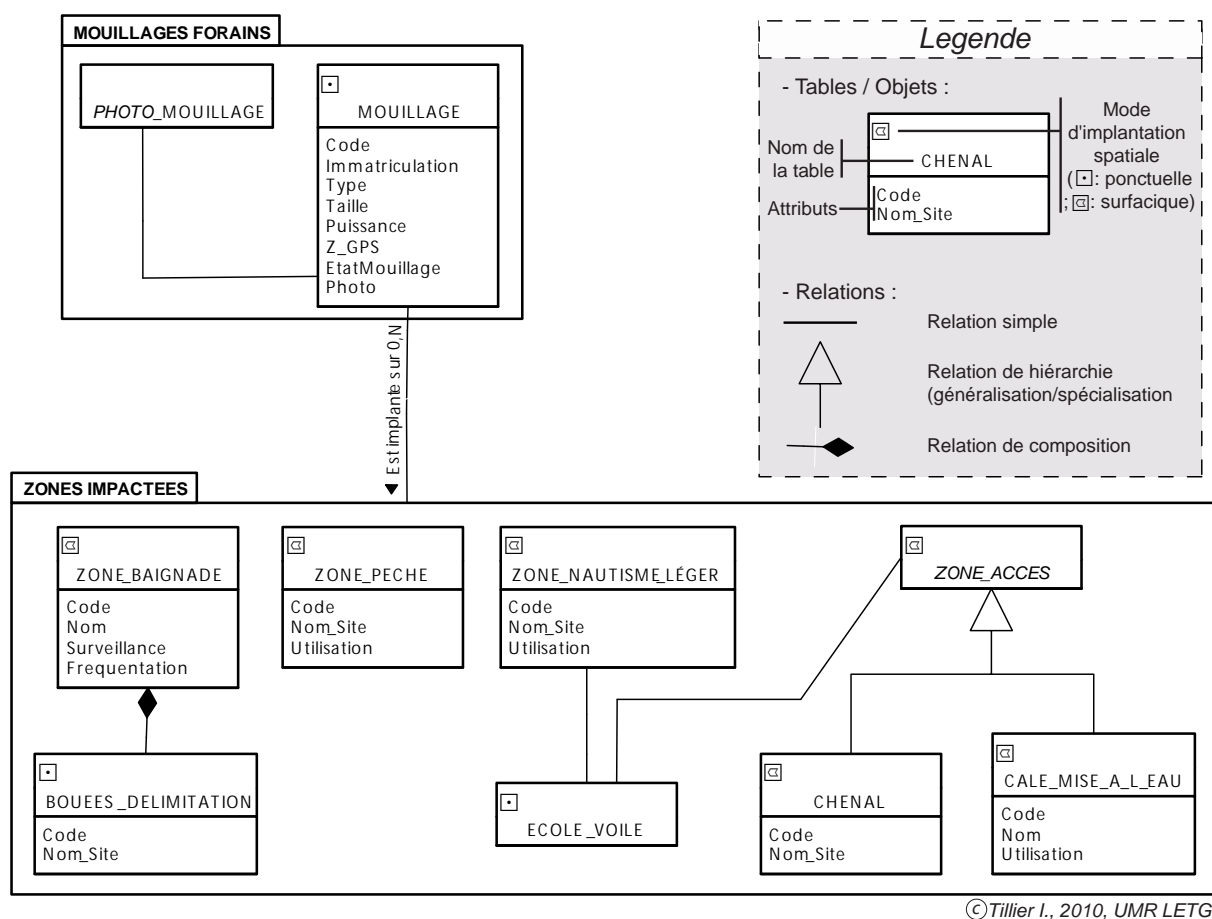 MOUILLAGES FORAINS
PHOTO_MOUILLAGE
MOUILLAGE
Code
Immatriculation
Type
Taille
Puissance
Z_GPS
EtatMouillage
Photo
Est implante sur 0,N
Legende
- Tables / Objets :
Nom de
la table
Attributs
CHENAL
Code
Nom_Site
Mode
d'implantation
spatiale
( : ponctuelle
; : surfacique)
- Relations :
Relation simple
Relation de hiérarchie
(généralisation/spécialisation
Relation de composition
ZONES IMPACTEES
ZONE_BAIGNADE
Code
Nom
Surveillance
Frequentation
ZONE_PECHE
Code
Nom_Site
Utilisation
ZONE_NAUTISME_LÉGER
Code
Nom_Site
Utilisation
ZONE_ACCES
BOUEES_DELIMITATION
Code
Nom_Site
ECOLE_VOILE
CHENAL
Code
Nom_Site
CALE_MISE_A_L_EAU
Code
Nom
Utilisation
©Tillier I., 2010, UMR LETG